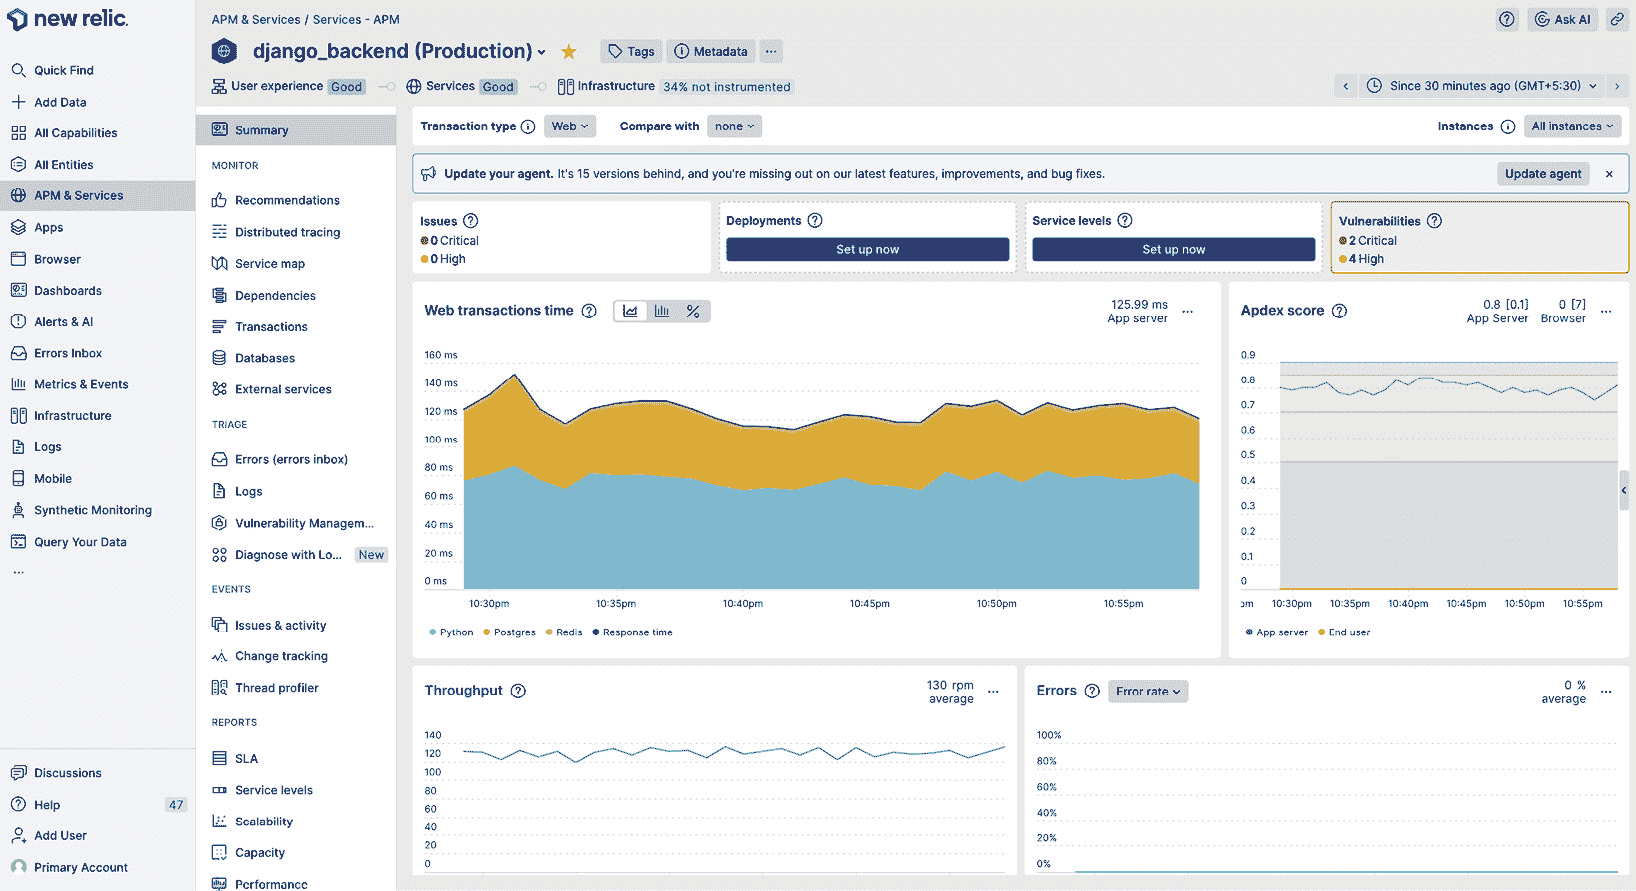 new relic.
Quick Find
Add Data
All Capabilities
All Entities
APM & Services
Apps
Browser
Dashboards
Alerts & AI
Errors Inbox
Metrics & Events
Infrastructure
Logs
Mobile
Synthetic Monitoring
Query Your Data
...
Discussions
Help 47
Add User
Primary Account
APM & Services / Services - APM
Ask AI
django_backend (Production)
Tags
Metadata
...
User experience Good
Services Good
Infrastructure 34% not instrumented
Since 30 minutes ago (GMT+5:30)
Summary
MONITOR
Recommendations
Distributed tracing
Service map
Dependencies
Transactions
Databases
External services
TRIAGE
Errors (errors inbox)
Logs
Vulnerability Managem...
Diagnose with Lo... New
EVENTS
Issues & activity
Change tracking
Thread profiler
REPORTS
SLA
Service levels
Scalability
Capacity
Performance
Transaction type Web
Compare with none
Instances All instances
Update your agent. It's 15 versions behind, and you're missing out on our latest features, improvements, and bug fixes.
Update agent
Issues
0 Critical
0 High
Deployments
Set up now
Service levels
Set up now
Vulnerabilities
2 Critical
4 High
Web transactions time
%
125.99 ms
App server
...
160 ms
140 ms
120 ms
100 ms
80 ms
60 ms
40 ms
20 ms
0 ms
10:30pm 10:35pm 10:40pm 10:45pm 10:50pm 10:55pm
Python Postgres Redis Response time
Apdex score
0.8 [0.1] 0 [7]
App Server Browser
...
0.9
0.8
0.7
0.6
0.5
0.4
0.3
0.2
0.1
0
pm 10:30pm 10:35pm 10:40pm 10:45pm 10:50pm 10:55pm
App server End user
Throughput
130 rpm
average
...
140
120
100
80
60
40
20
0
Errors
Error rate
0 %
average
...
100%
80%
60%
40%
20%
0%